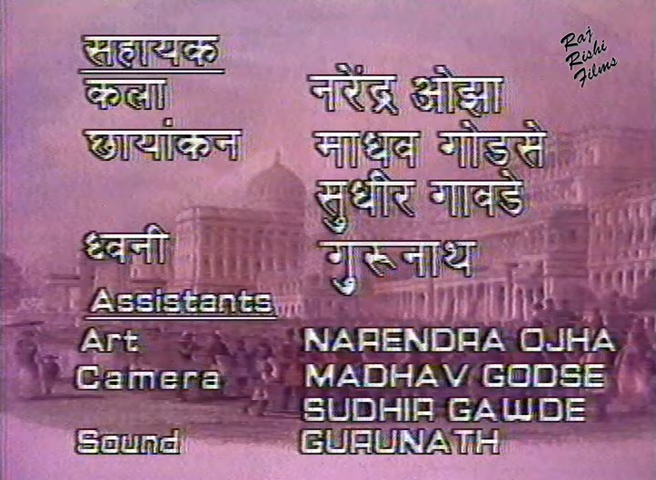 Raj
Rishi
Films
सहायक
कला नरेंद्र ओझा
छायांकन माधव गोडसे
सुधीर गावडे
ध्वनी गुरूनाथ
Assistants
Art NARENDRA OJHA
Camera MADHAV GODSE
SUDHIR GAWDE
Sound GURUNATH